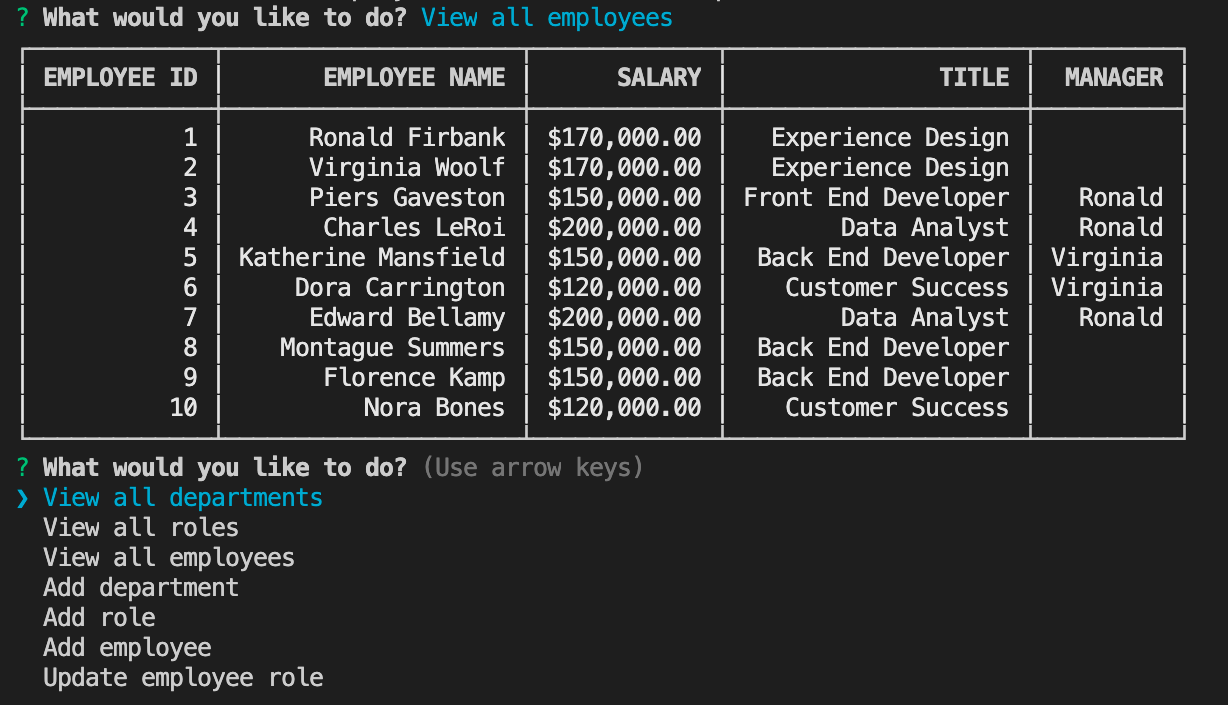 ? What would you like to do? View all employees
EMPLOYEE ID EMPLOYEE NAME SALARY TITLE MANAGER
1 Ronald Firbank $170,000.00 Experience Design
2 Virginia Woolf $170,000.00 Experience Design
3 Piers Gaveston $150,000.00 Front End Developer Ronald
4 Charles LeRoi $200,000.00 Data Analyst Ronald
5 Katherine Mansfield $150,000.00 Back End Developer Virginia
6 Dora Carrington $120,000.00 Customer Success Virginia
7 Edward Bellamy $200,000.00 Data Analyst Ronald
8 Montague Summers $150,000.00 Back End Developer
9 Florence Kamp $150,000.00 Back End Developer
10 Nora Bones $120,000.00 Customer Success
? What would you like to do? (Use arrow keys)
❯ View all departments
View all roles
View all employees
Add department
Add role
Add employee
Update employee role